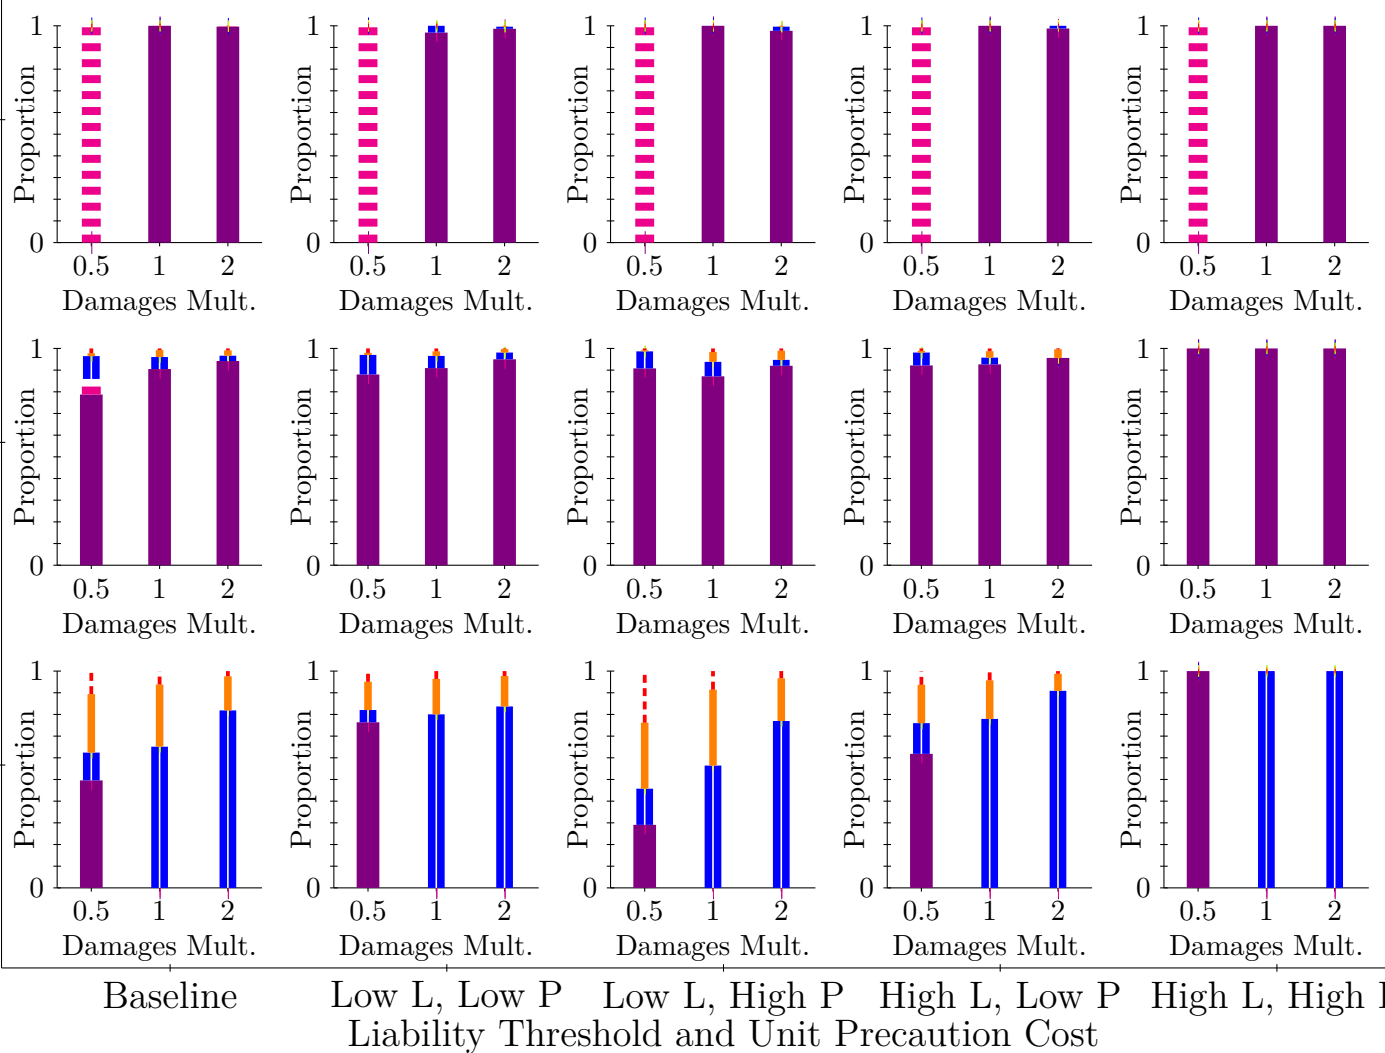 1 1 1 1 1
Proportion Proportion Proportion Proportion Proportion
0 0 0 0 0
0.5 1 2 0.5 1 2 0.5 1 2 0.5 1 2 0.5 1 2
Damages Mult. Damages Mult. Damages Mult. Damages Mult. Damages Mult.
1 1 1 1 1
Proportion Proportion Proportion Proportion Proportion
0 0 0 0 0
0.5 1 2 0.5 1 2 0.5 1 2 0.5 1 2 0.5 1 2
Damages Mult. Damages Mult. Damages Mult. Damages Mult. Damages Mult.
1 1 1 1 1
Proportion Proportion Proportion Proportion Proportion
0 0 0 0 0
0.5 1 2 0.5 1 2 0.5 1 2 0.5 1 2 0.5 1 2
Damages Mult. Damages Mult. Damages Mult. Damages Mult. Damages Mult.
Baseline Low L, Low P Low L, High P High L, Low P High L, High
Liability Threshold and Unit Precaution Cost